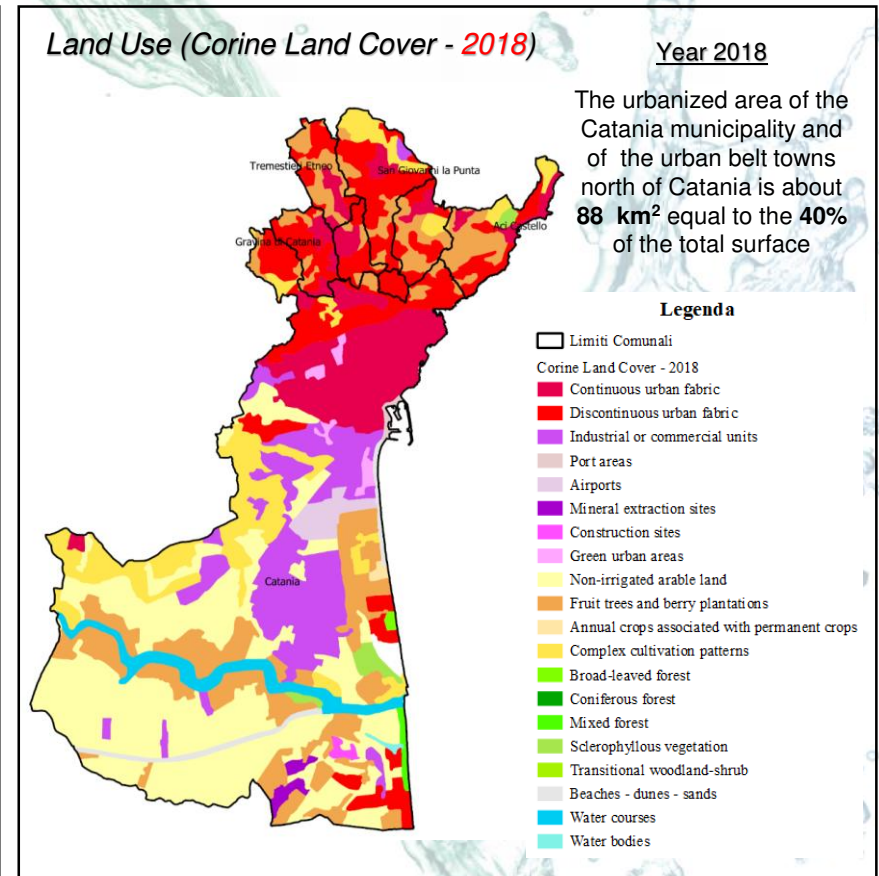 Land Use (Corine Land Cover - 2018)
Year 2018
The urbanized area of the
Catania municipality and
of the urban belt towns
north of Catania is about
88 km² equal to the 40%
of the total surface
Tremestieri Etneo
San Giovanni la Punta
Aci Castello
Gravina di Catania
Catania
Legenda
Limiti Comunali
Corine Land Cover - 2018
Continuous urban fabric
Discontinuous urban fabric
Industrial or commercial units
Port areas
Airports
Mineral extraction sites
Construction sites
Green urban areas
Non-irrigated arable land
Fruit trees and berry plantations
Annual crops associated with permanent crops
Complex cultivation patterns
Broad-leaved forest
Coniferous forest
Mixed forest
Sclerophyllous vegetation
Transitional woodland-shrub
Beaches - dunes - sands
Water courses
Water bodies